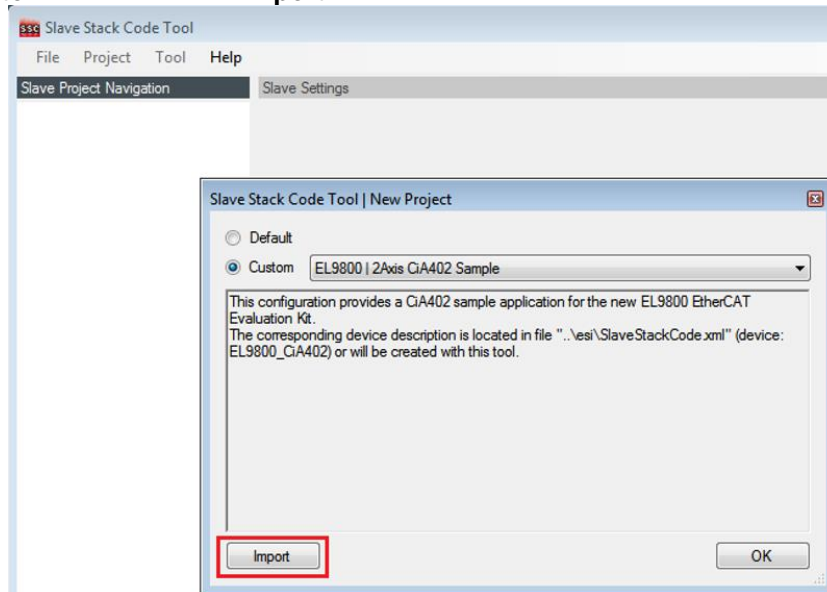 ssc Slave Stack Code Tool
File Project Tool Help
Slave Project Navigation
Slave Settings
Slave Stack Code Tool | New Project
Default
Custom EL9800 | 2Axis CiA402 Sample
This configuration provides a CiA402 sample application for the new EL9800 EtherCAT
Evaluation Kit.
The corresponding device description is located in file "..\esi\SlaveStackCode.xml" (device:
EL9800_CiA402) or will be created with this tool.
Import
OK